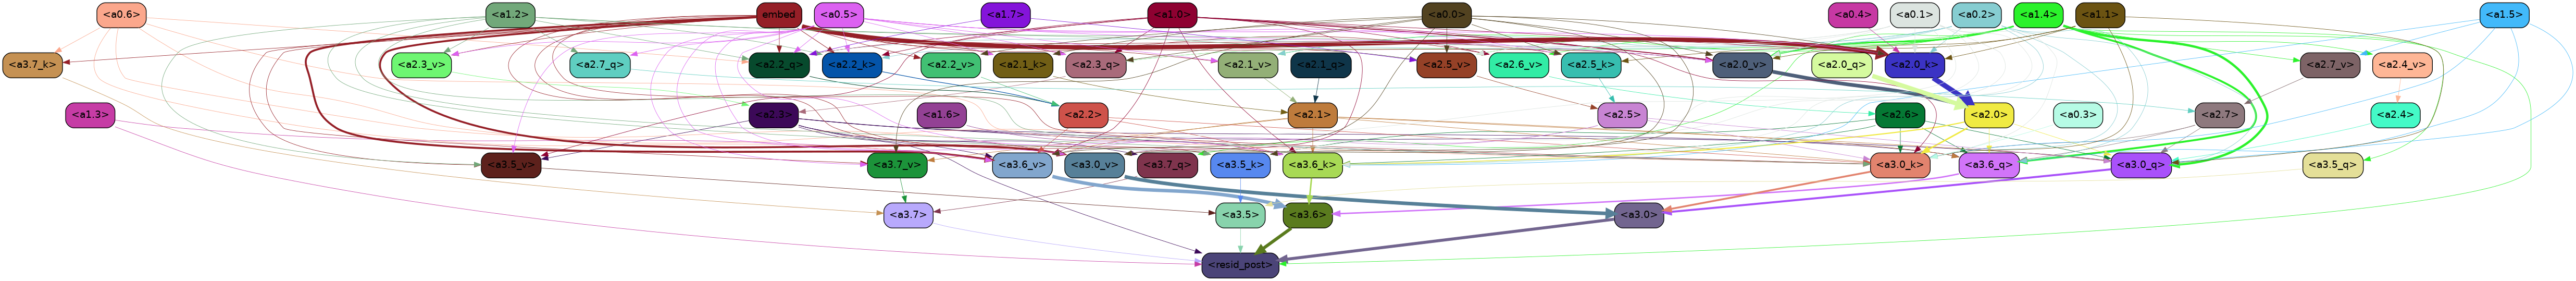 <a0.6> <a1.2> embed <a0.5> <a1.7> <a1.0> <a0.0> <a0.4> <a0.1> <a0.2> <a1.4> <a1.1> <a1.5>
<a3.7_k> <a2.3_v> <a2.7_q> <a2.2_q> <a2.2_k> <a2.2_v> <a2.1_k> <a2.3_q> <a2.1_v> <a2.1_q> <a2.5_v> <a2.6_v> <a2.5_k> <a2.0_v> <a2.0_q> <a2.0_k> <a2.7_v> <a2.4_v>
<a1.3> <a2.3> <a1.6> <a2.2> <a2.1> <a2.5> <a2.6> <a2.0> <a0.3> <a2.7> <a2.4>
<a3.5_v> <a3.7_v> <a3.6_v> <a3.0_v> <a3.7_q> <a3.5_k> <a3.6_k> <a3.0_k> <a3.6_q> <a3.0_q> <a3.5_q>
<a3.7> <a3.5> <a3.6> <a3.0>
<resid_post>